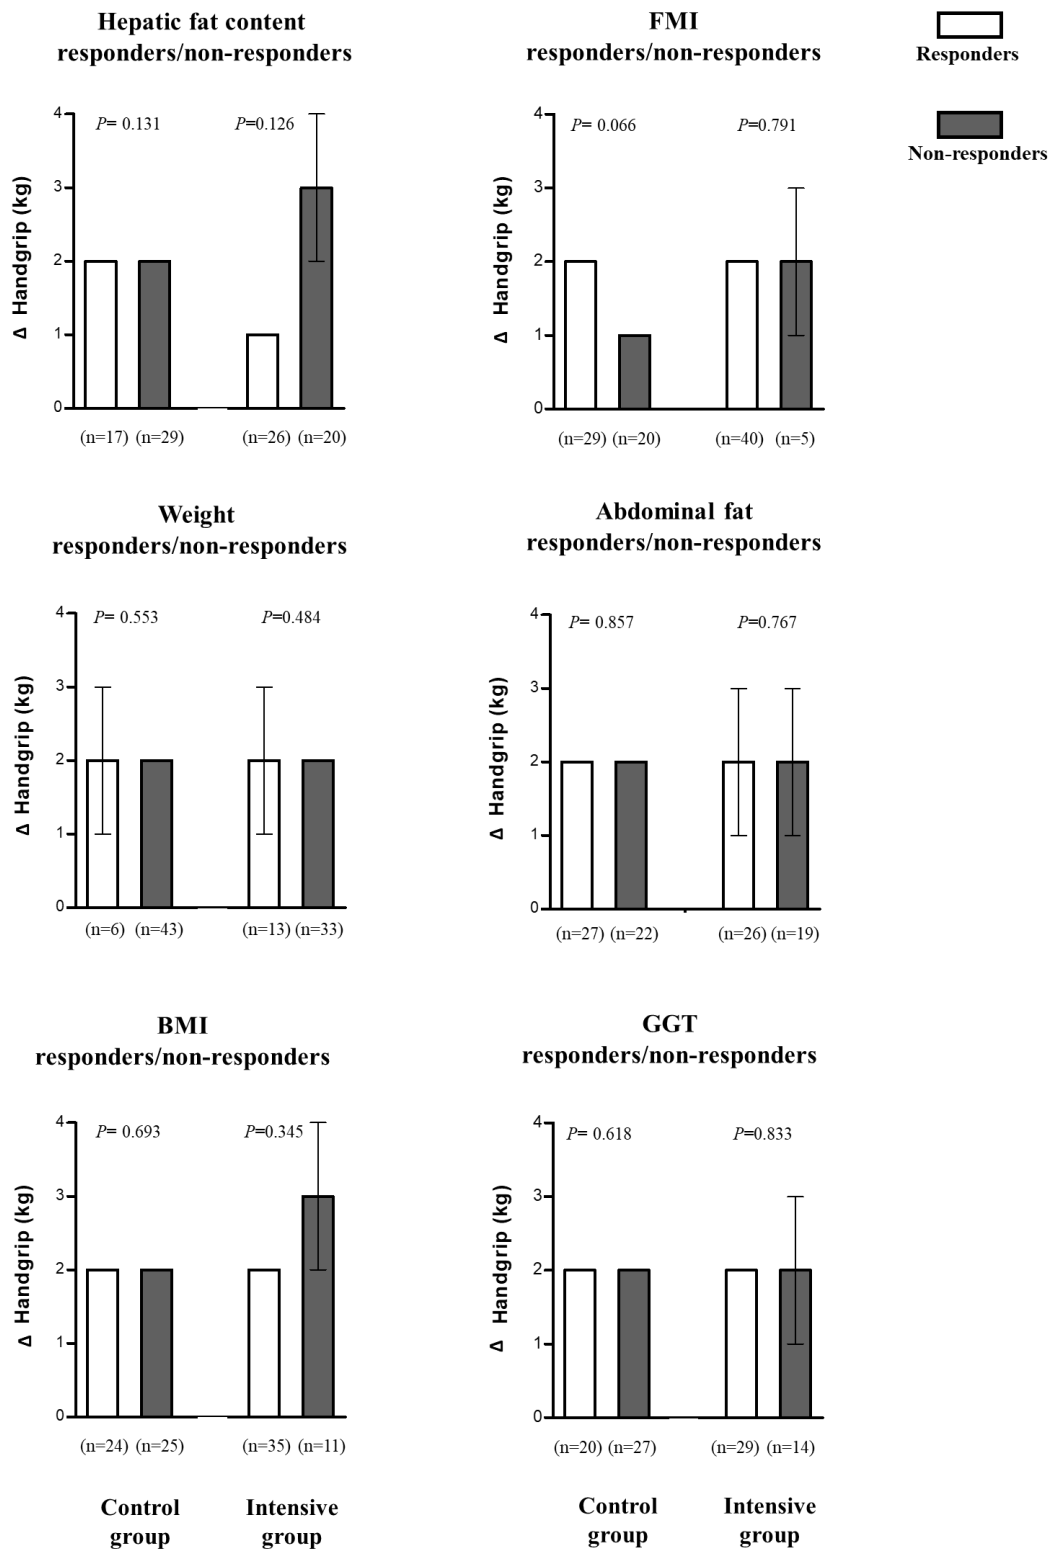 Hepatic fat content
responders/non-responders
P= 0.131
P=0.126
Δ Handgrip (kg)
4
3
2
1
0
(n=17) (n=29)
(n=26) (n=20)
FMI
responders/non-responders
P= 0.066
P=0.791
Δ Handgrip (kg)
4
3
2
1
0
(n=29) (n=20)
(n=40) (n=5)
Responders
Non-responders
Weight
responders/non-responders
P= 0.553
P=0.484
Δ Handgrip (kg)
4
3
2
1
0
(n=6) (n=43)
(n=13) (n=33)
Abdominal fat
responders/non-responders
P= 0.857
P=0.767
Δ Handgrip (kg)
4
3
2
1
0
(n=27) (n=22)
(n=26) (n=19)
BMI
responders/non-responders
P= 0.693
P=0.345
Δ Handgrip (kg)
4
3
2
1
0
(n=24) (n=25)
(n=35) (n=11)
Control
group
Intensive
group
GGT
responders/non-responders
P= 0.618
P=0.833
Δ Handgrip (kg)
4
3
2
1
0
(n=20) (n=27)
(n=29) (n=14)
Control
group
Intensive
group